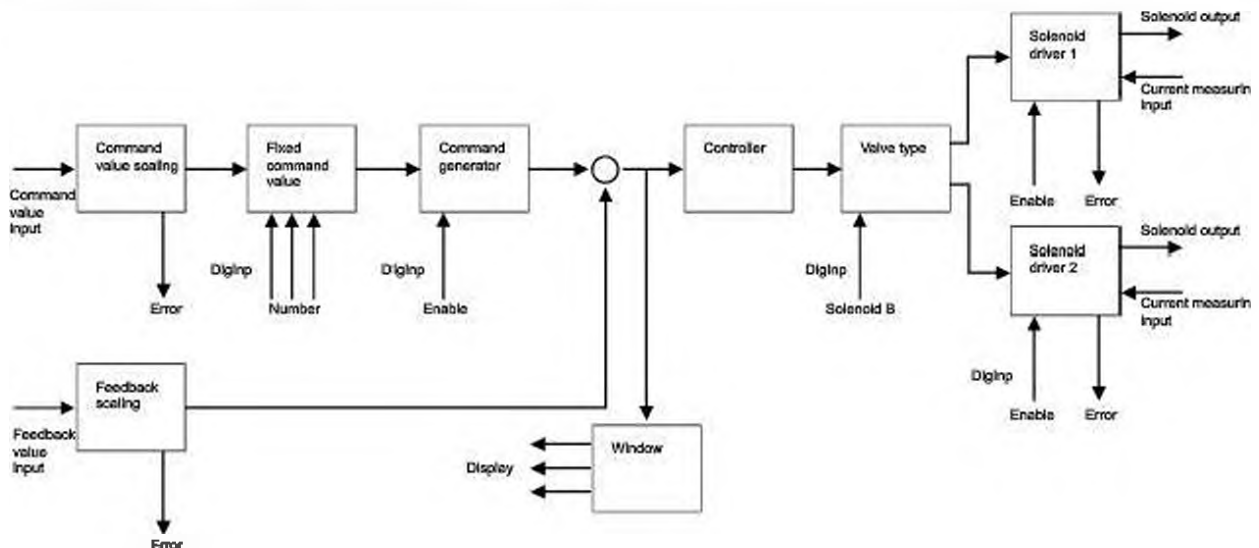 Solenoid output
Solenoid
driver 1
Current measurin
input
Enable
Error
Command
value scaling
Fixed
command
value
Command
generator
Controller
Valve type
Command
value
input
DigInp
DigInp
DigInp
Error
Number
Enable
Solenoid B
Solenoid output
Solenoid
driver 2
Current measurin
input
DigInp
Enable
Error
Feedback
scaling
Feedback
value
input
Window
Display
Error